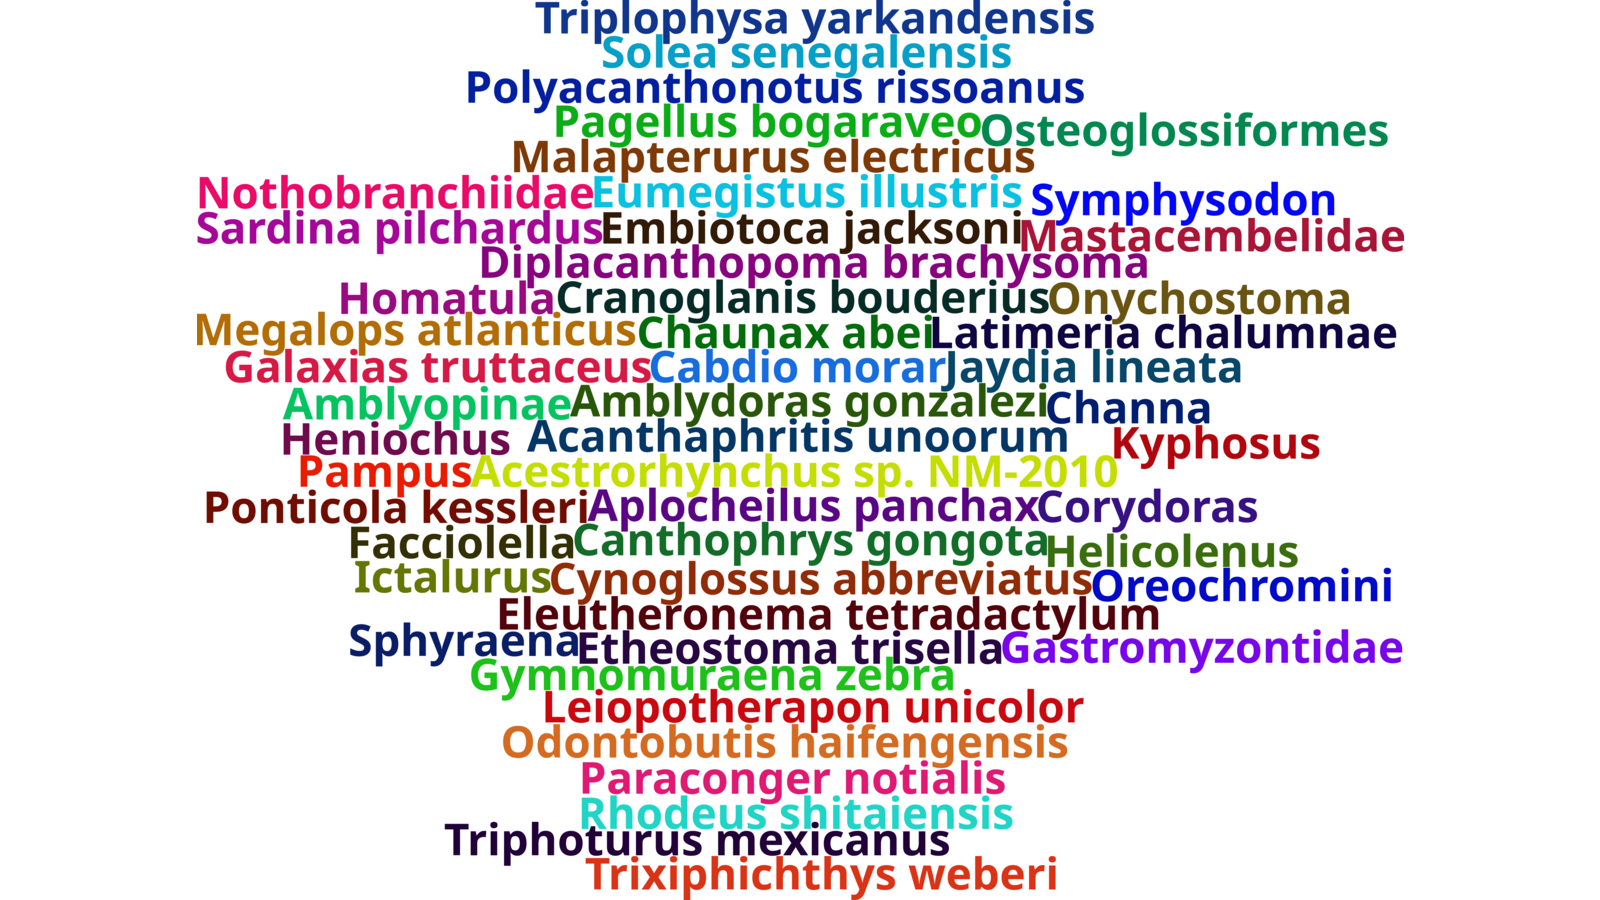 Triplophysa yarkandensis
Solea senegalensis
Polyacanthonotus rissoanus
Pagellus bogaraveo Osteoglossiformes
Malapterurus electricus
Nothobranchiidae Eumegistus illustris Symphysodon
Sardina pilchardus Embiotoca jacksoni Mastacembelidae
Diplacanthopoma brachysoma
Homatula Cranoglanis bouderius Onychostoma
Megalops atlanticus Chaunax abei Latimeria chalumnae
Galaxias truttaceus Cabdio morar Jaydia lineata
Amblyopinae Amblydoras gonzalezi Channa
Heniochus Acanthaphritis unoorum Kyphosus
Pampus Acestrorhynchus sp. NM-2010
Ponticola kessleri Aplocheilus panchax Corydoras
Facciolella Canthophrys gongota Helicolenus
Ictalurus Cynoglossus abbreviatus Oreochromini
Eleutheronema tetradactylum
Sphyraena Etheostoma trisella Gastromyzontidae
Gymnomuraena zebra
Leiopotherapon unicolor
Odontobutis haifengensis
Paraconger notialis
Rhodeus shitaiensis
Triphoturus mexicanus
Trixiphichthys weberi